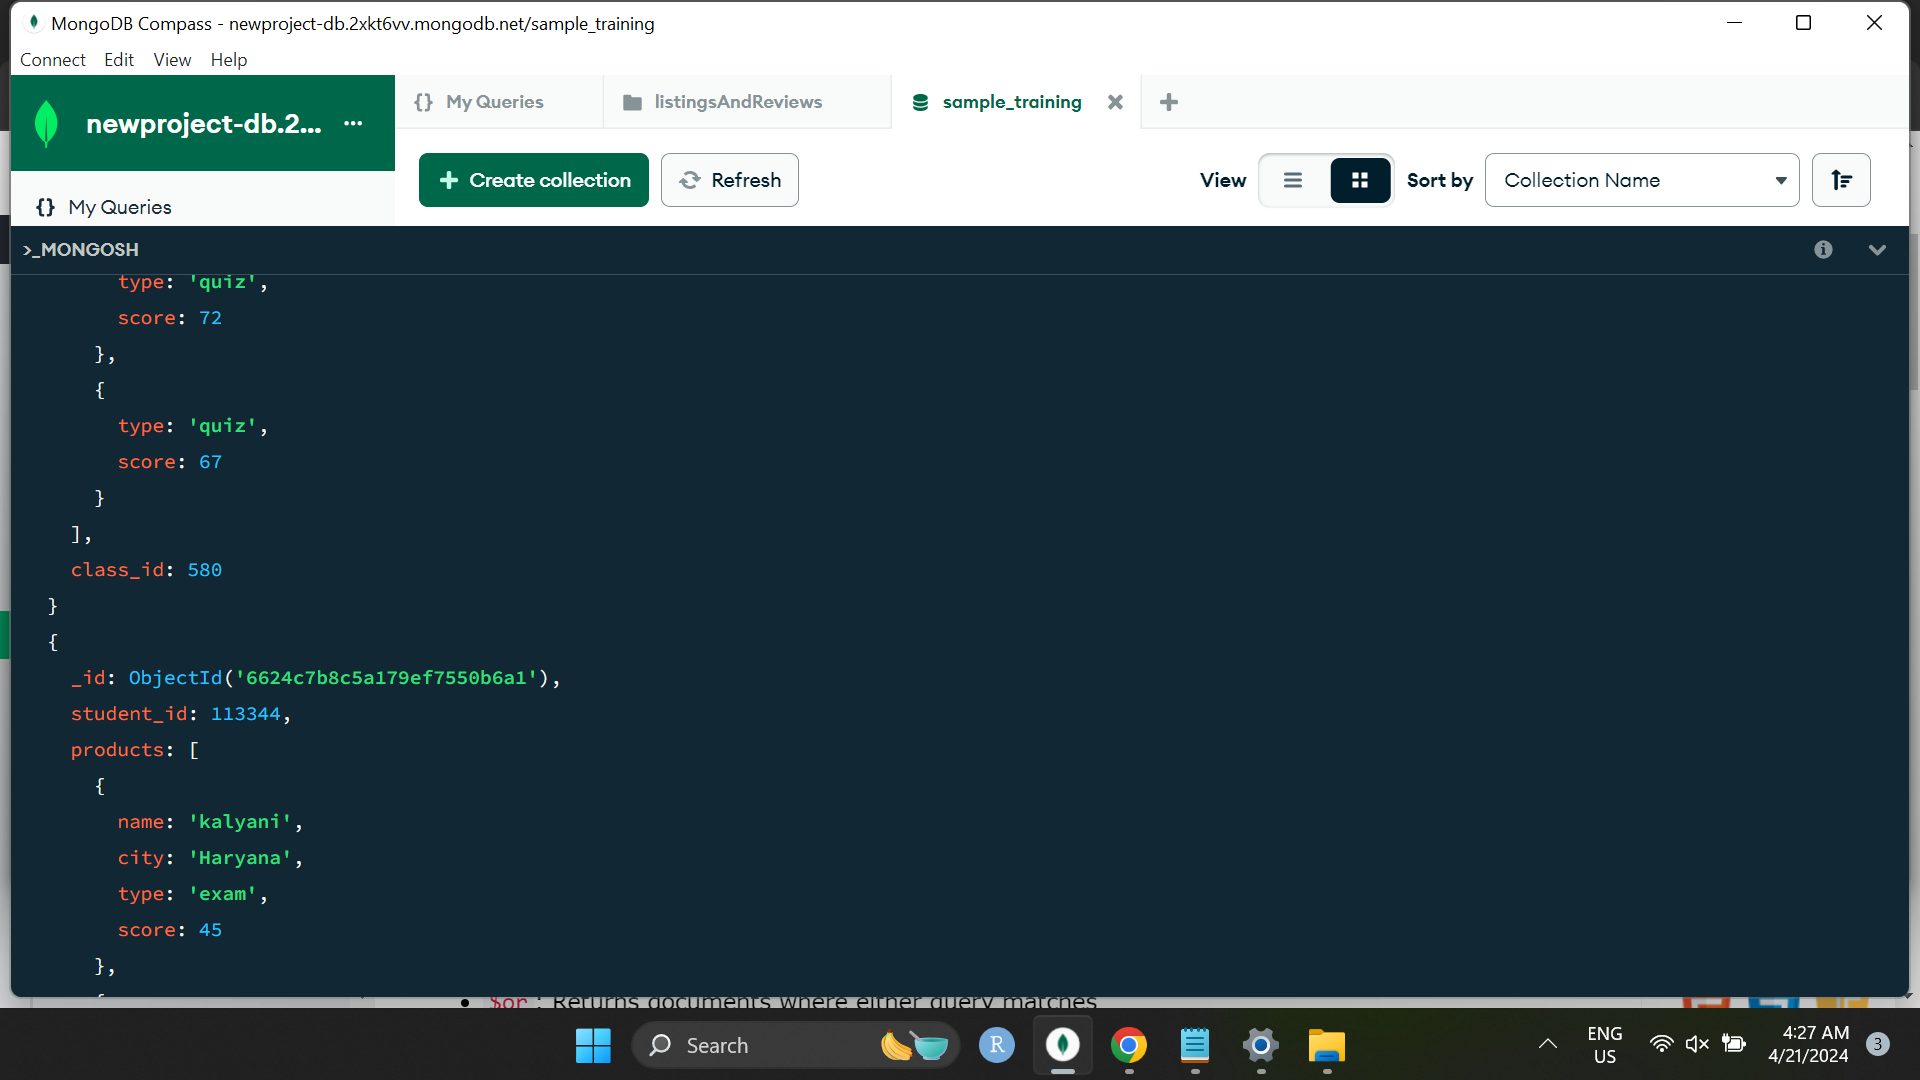 MongoDB Compass - newproject-db.2xkt6vv.mongodb.net/sample_training
Connect Edit View Help
newproject-db.2... ...
{} My Queries
listingsAndReviews
sample_training
+ Create collection
Refresh
View
Sort by
Collection Name
{} My Queries
>_MONGOSH
type: 'quiz',
score: 72
},
{
type: 'quiz',
score: 67
}
],
class_id: 580
}
{
_id: ObjectId('6624c7b8c5a179ef7550b6a1'),
student_id: 113344,
products: [
{
name: 'kalyani',
city: 'Haryana',
type: 'exam',
score: 45
},
{
• $or : Returns documents where either query matches
Search
R
ENG
US
4:27 AM
4/21/2024
3